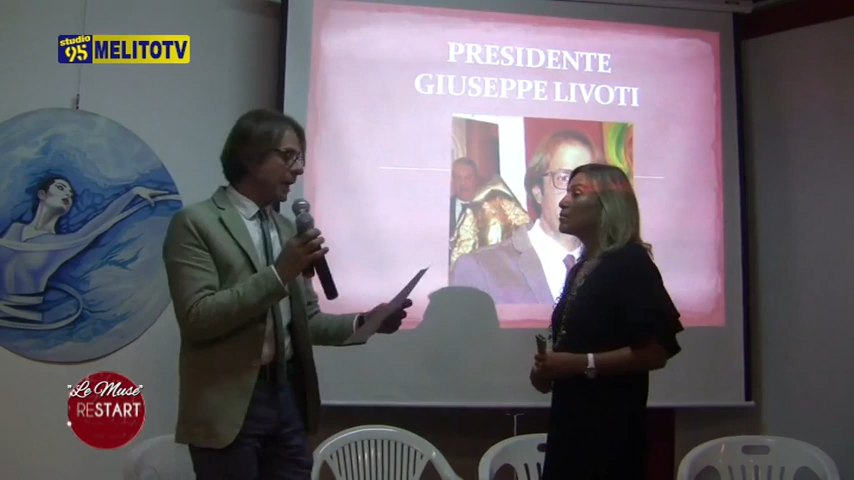 studio
95 MELITOTV
PRESIDENTE
GIUSEPPE LIVOTI
"Le Muse"
RESTART